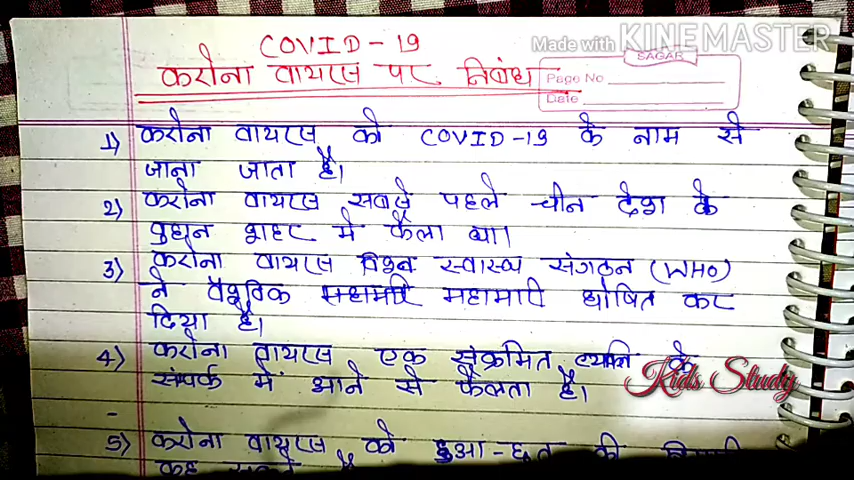 COVID-19
Made with KINEMASTER
SAGAR
करोना वायरस पर निबंध
Page No
Date
1) करोना वायरस को COVID-19 के नाम से
जाना जाता है।
2) करोना वायरस सबसे पहले चीन देश के
वुहान शहर में फैला था।
3) करोना वायरस विश्व स्वास्थ्य संगठन (WHO)
ने वैश्विक महामारी घोषित कर
दिया है।
4) करोना वायरस एक संक्रमित व्यक्ति के
संपर्क में आने से फैलता है।
Kids Study
5) करोना वायरस को छुआ-छूत की
कह सकते है